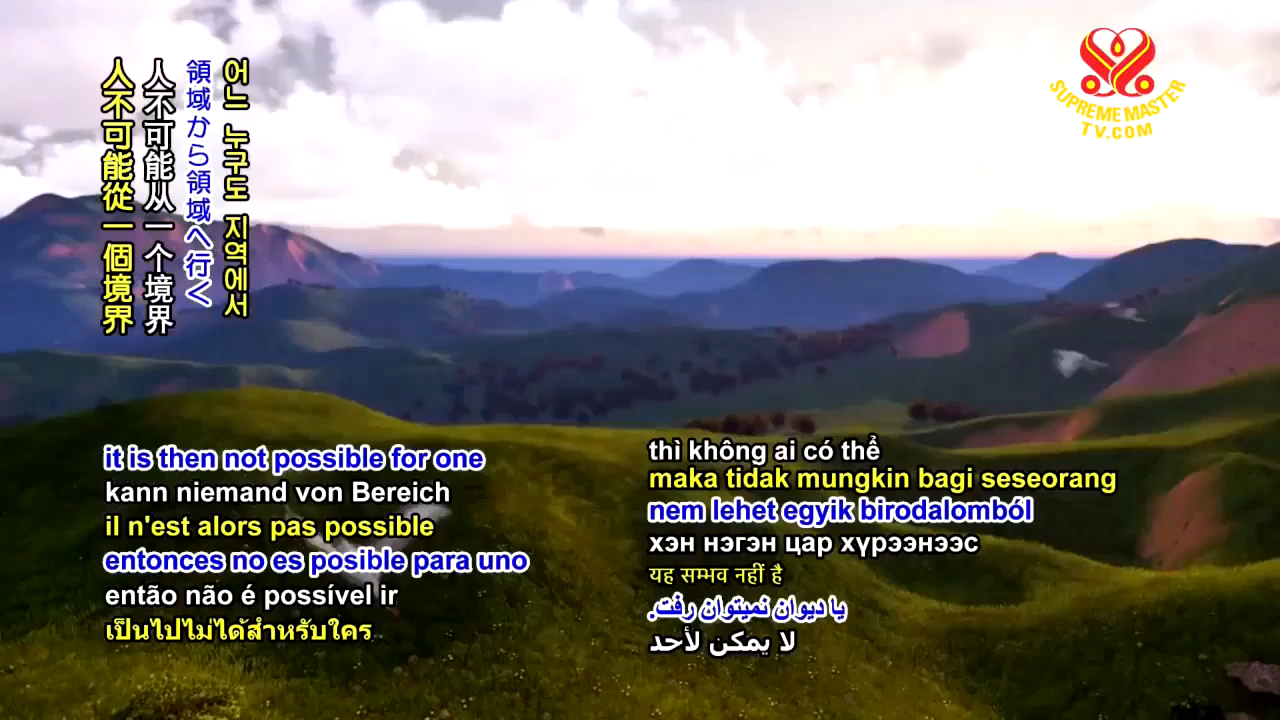 人不可能從一個境界
人不可能从一个境界
領域から領域へ行く
어느 누구도 지역에서
SUPREME MASTER
TV.COM
it is then not possible for one
kann niemand von Bereich
il n'est alors pas possible
entonces no es posible para uno
então não é possível ir
เป็นไปไม่ได้สำหรับใคร
thì không ai có thể
maka tidak mungkin bagi seseorang
nem lehet egyik birodalomból
хэн нэгэн цар хүрээнээс
यह सम्भव नहीं है
یا دیوان نمیتوان رفت.
لا يمكن لأحد